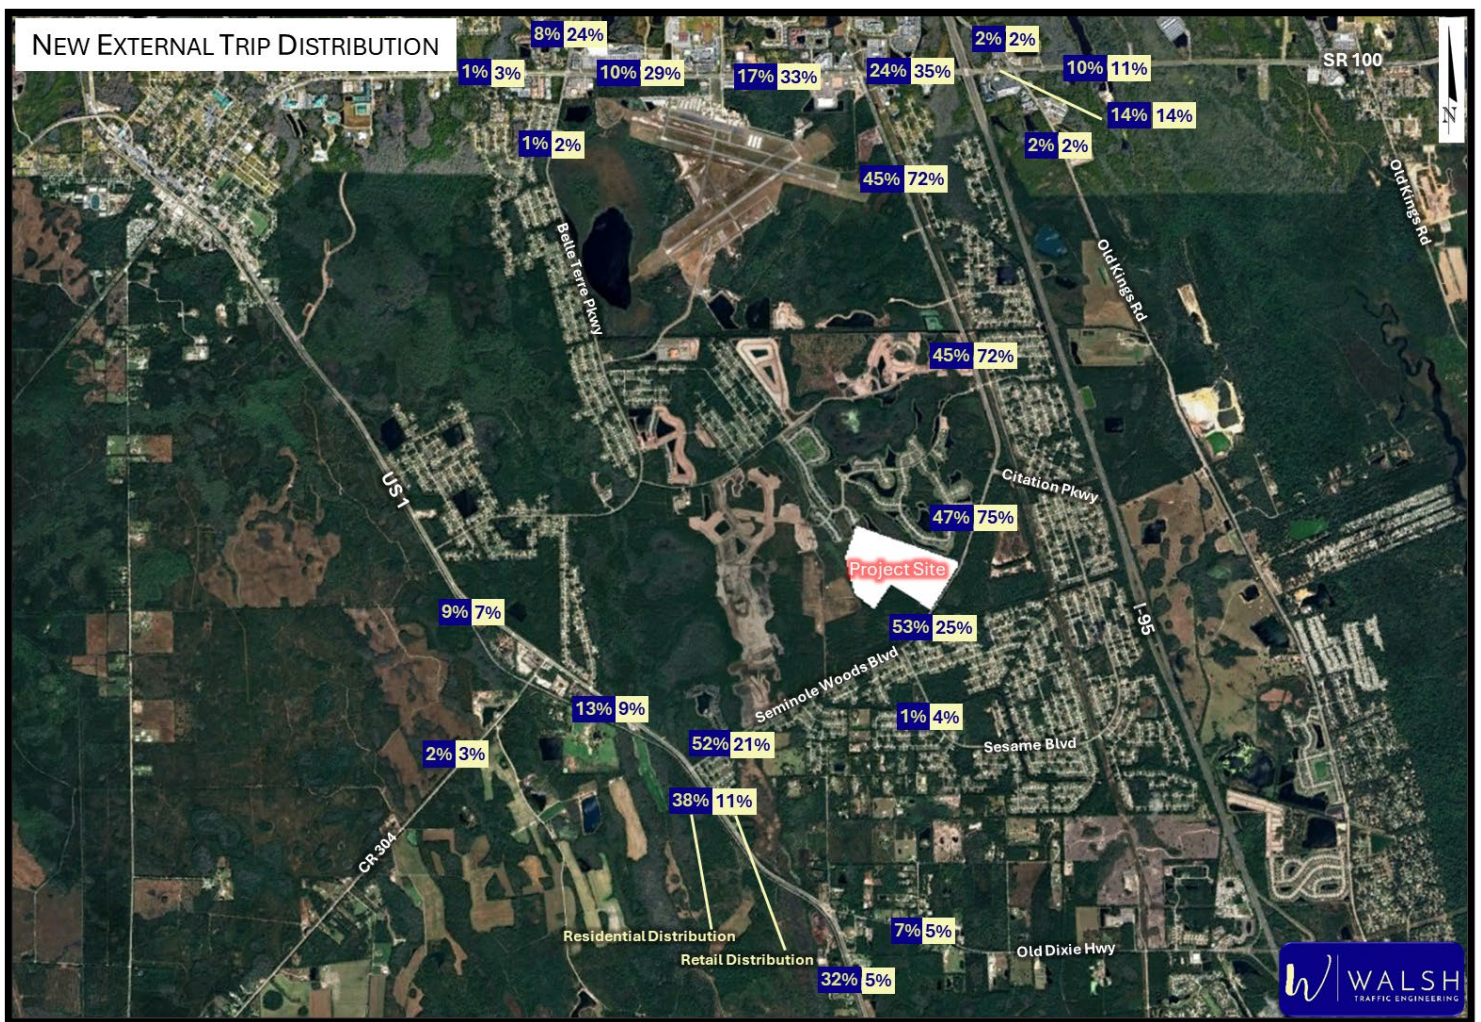 NEW EXTERNAL TRIP DISTRIBUTION
8% 24%
2% 2%
1% 3%
10% 29%
17% 33%
24% 35%
10% 11%
SR 100
14% 14%
N
1% 2%
2% 2%
45% 72%
Old Kings Rd
Belle Terre Pkwy
Old Kings Rd
45% 72%
US 1
Citation Pkwy
47% 75%
Project Site
9% 7%
53% 25%
I-95
Seminole Woods Blvd
13% 9%
1% 4%
52% 21%
Sesame Blvd
2% 3%
38% 11%
CR 304
Residential Distribution
7% 5%
Retail Distribution
Old Dixie Hwy
32% 5%
W WALSH
TRAFFIC ENGINEERING